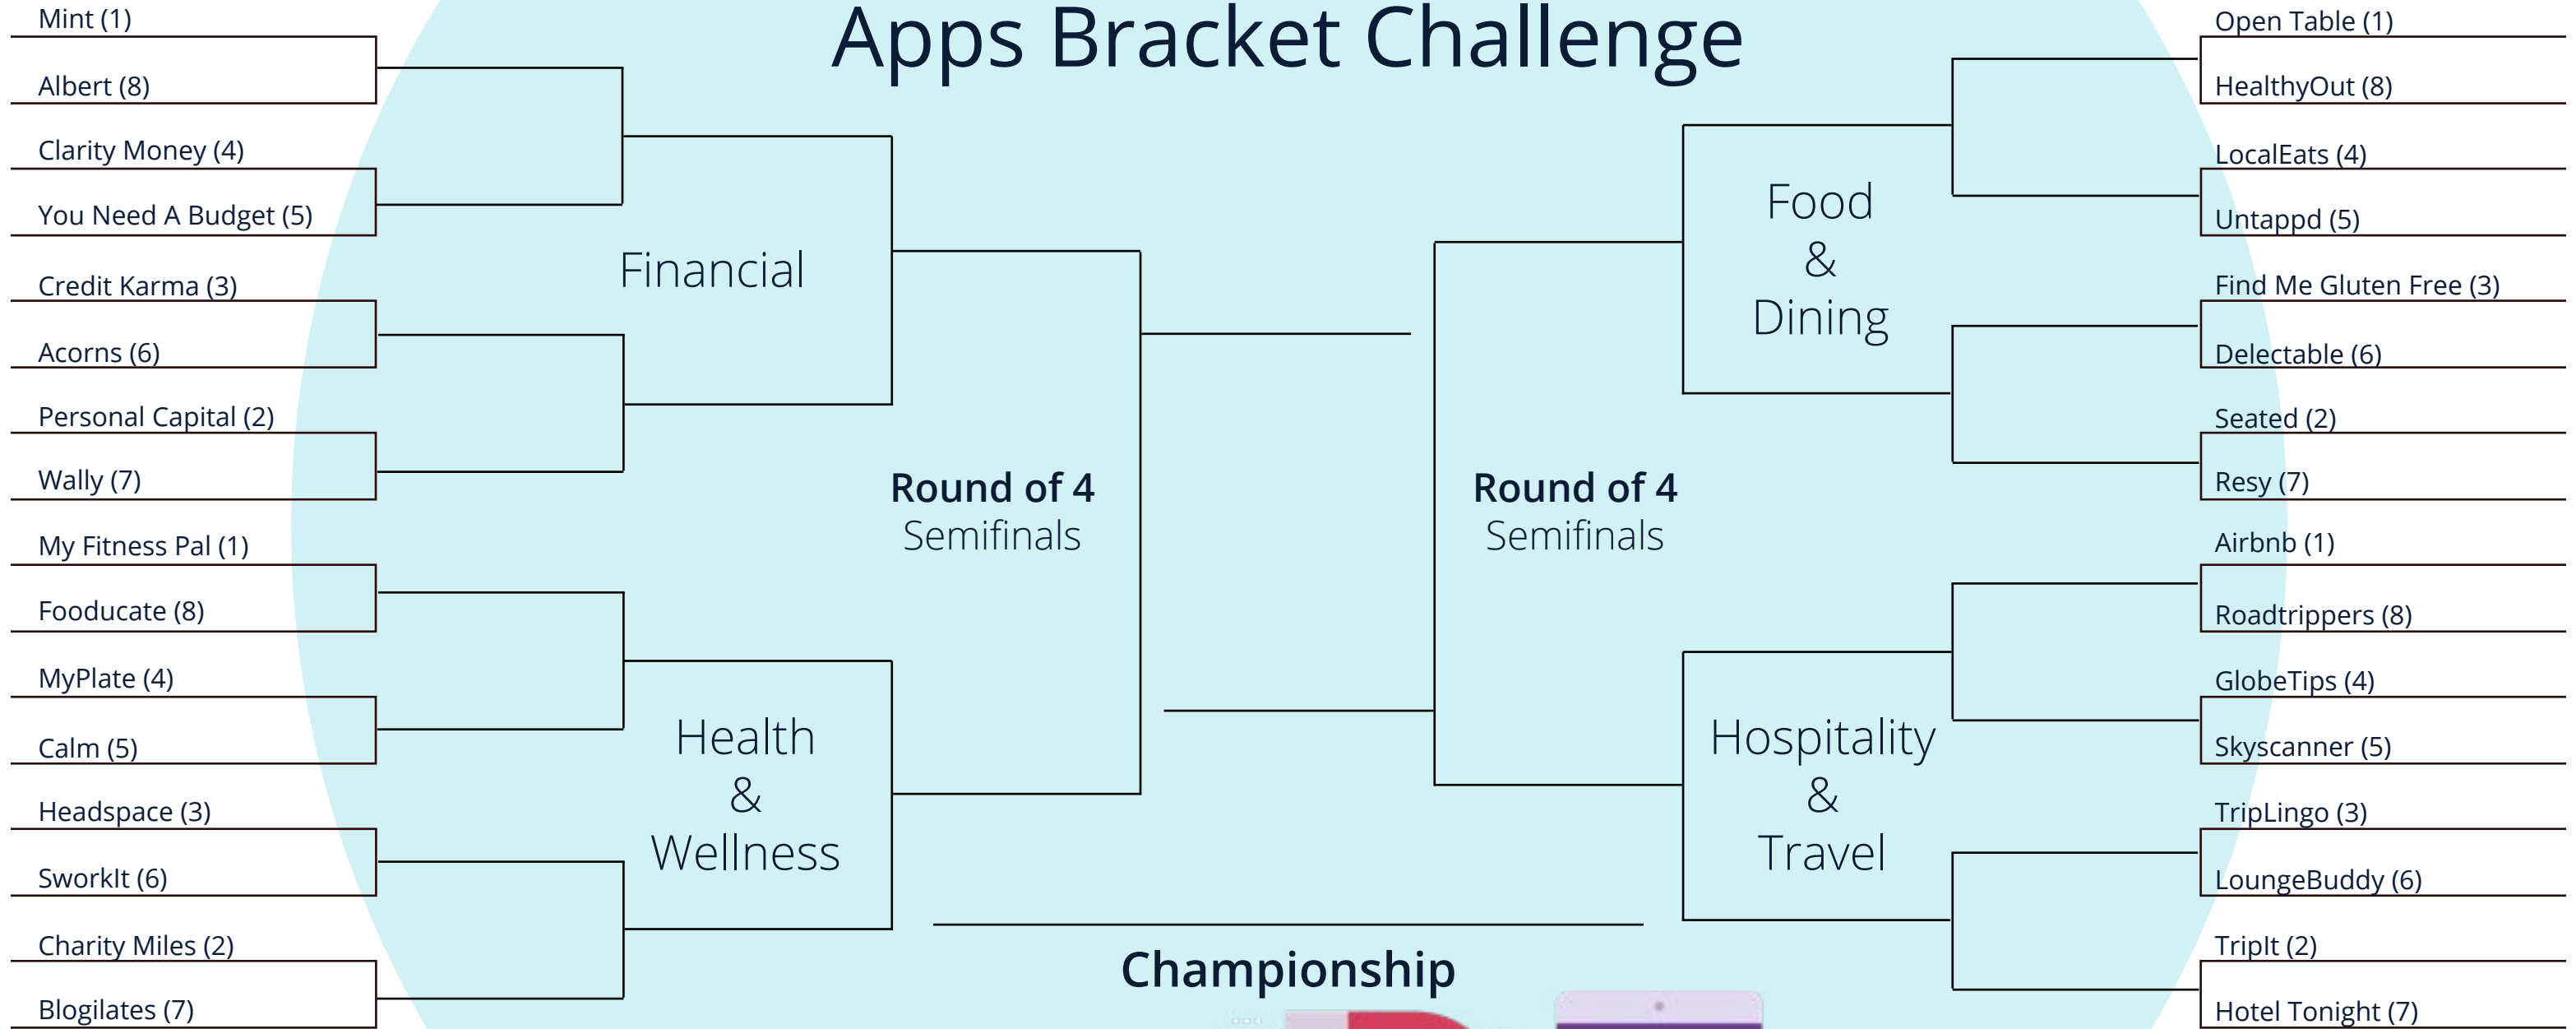 Apps Bracket Challenge
Mint (1)
Albert (8)
Clarity Money (4)
You Need A Budget (5)
Credit Karma (3)
Acorns (6)
Personal Capital (2)
Wally (7)
My Fitness Pal (1)
Fooducate (8)
MyPlate (4)
Calm (5)
Headspace (3)
SworkIt (6)
Charity Miles (2)
Blogilates (7)
Financial
Health
&
Wellness
Round of 4
Semifinals
Round of 4
Semifinals
Championship
Food
&
Dining
Hospitality
&
Travel
Open Table (1)
HealthyOut (8)
LocalEats (4)
Untappd (5)
Find Me Gluten Free (3)
Delectable (6)
Seated (2)
Resy (7)
Airbnb (1)
Roadtrippers (8)
GlobeTips (4)
Skyscanner (5)
TripLingo (3)
LoungeBuddy (6)
TripIt (2)
Hotel Tonight (7)